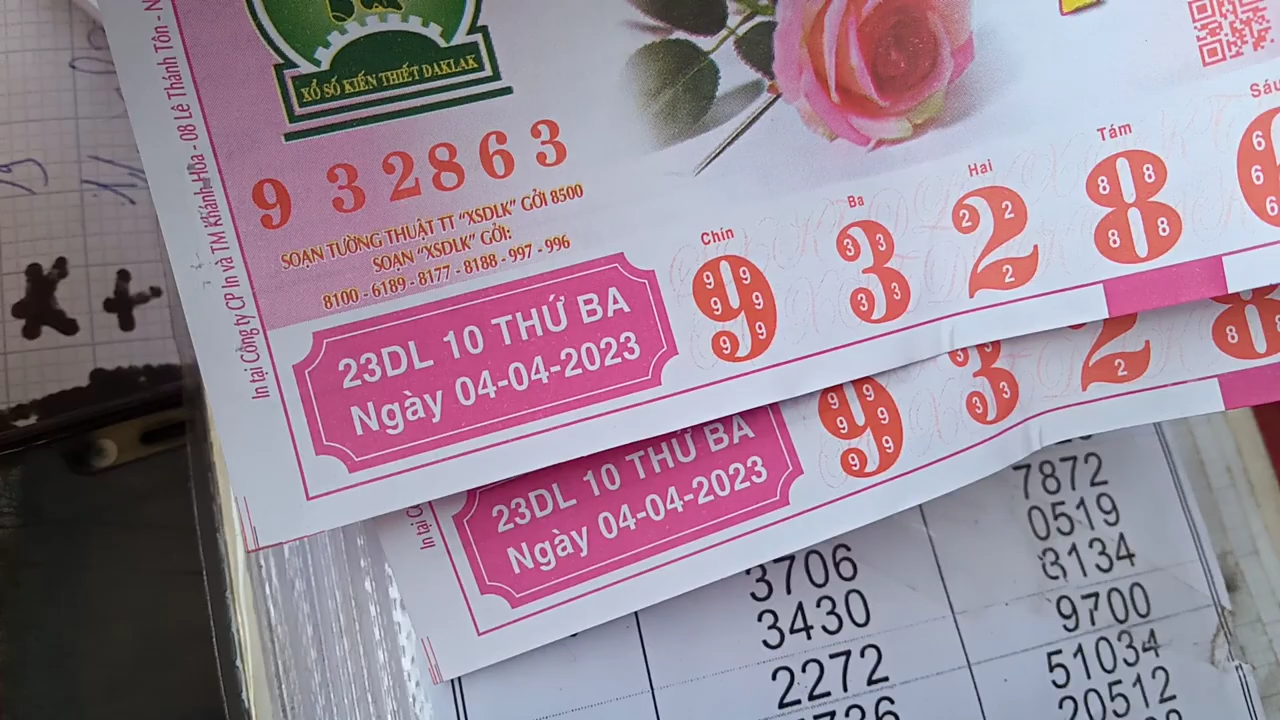 In tại Công ty CP In và TM Khánh Hòa - 08 Lê Thánh Tôn - N
XỔ SỐ KIẾN THIẾT DAKLAK
932863
SOẠN TƯỜNG THUẬT TT "XSDLK" GỞI 8500
SOẠN "XSDLK" GỞI:
8100 - 6189 - 8177 - 8188 - 997 - 996
23DL 10 THỨ BA
Ngày 04-04-2023
Chín Ba Hai Tám Sáu
9 3 2 8 6
In tại C
23DL 10 THỨ BA
Ngày 04-04-2023
9 3 2 8
7872
0519
3134
9700
51034
20512
3706
3430
2272